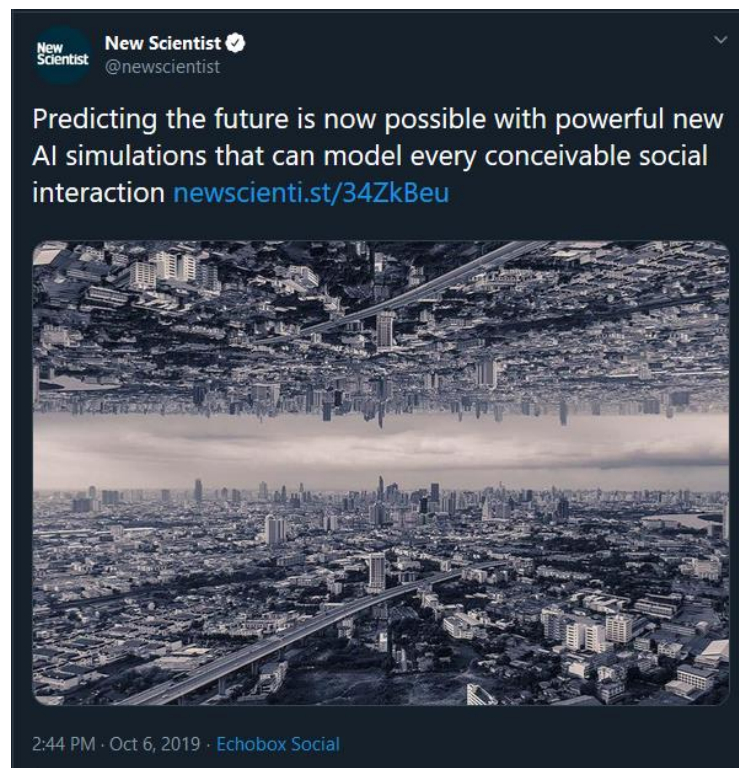 New
Scientist
New Scientist
@newscientist
Predicting the future is now possible with powerful new
AI simulations that can model every conceivable social
interaction newscienti.st/34ZkBeu
2:44 PM · Oct 6, 2019 · Echobox Social